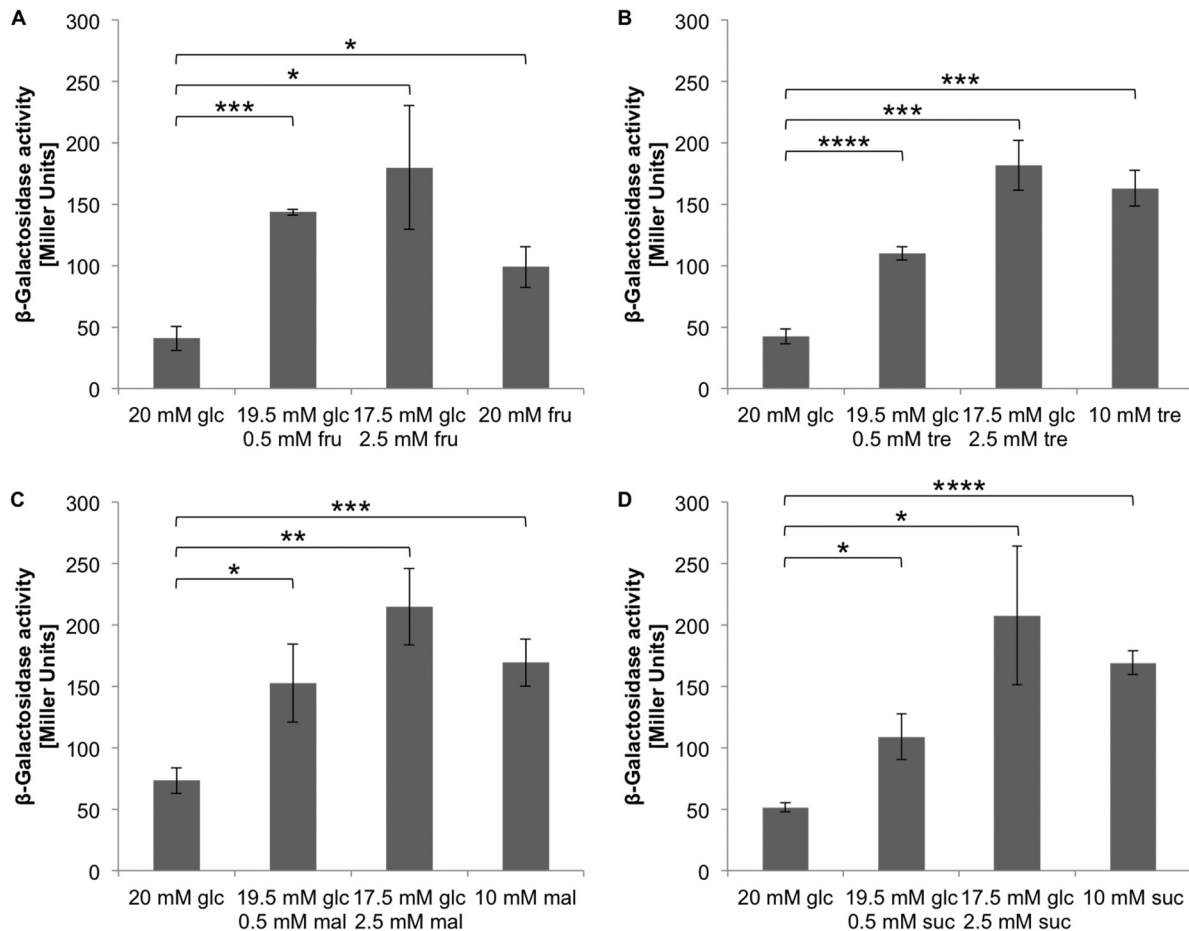 A
β-Galactosidase activity
[Miller Units]
300
250
200
150
100
50
0
*
*
***
20 mM glc
19.5 mM glc
0.5 mM fru
17.5 mM glc
2.5 mM fru
20 mM fru
B
β-Galactosidase activity
[Miller Units]
300
250
200
150
100
50
0
***
***
****
20 mM glc
19.5 mM glc
0.5 mM tre
17.5 mM glc
2.5 mM tre
10 mM tre
C
β-Galactosidase activity
[Miller Units]
300
250
200
150
100
50
0
***
**
*
20 mM glc
19.5 mM glc
0.5 mM mal
17.5 mM glc
2.5 mM mal
10 mM mal
D
β-Galactosidase activity
[Miller Units]
300
250
200
150
100
50
0
****
*
*
20 mM glc
19.5 mM glc
0.5 mM suc
17.5 mM glc
2.5 mM suc
10 mM suc